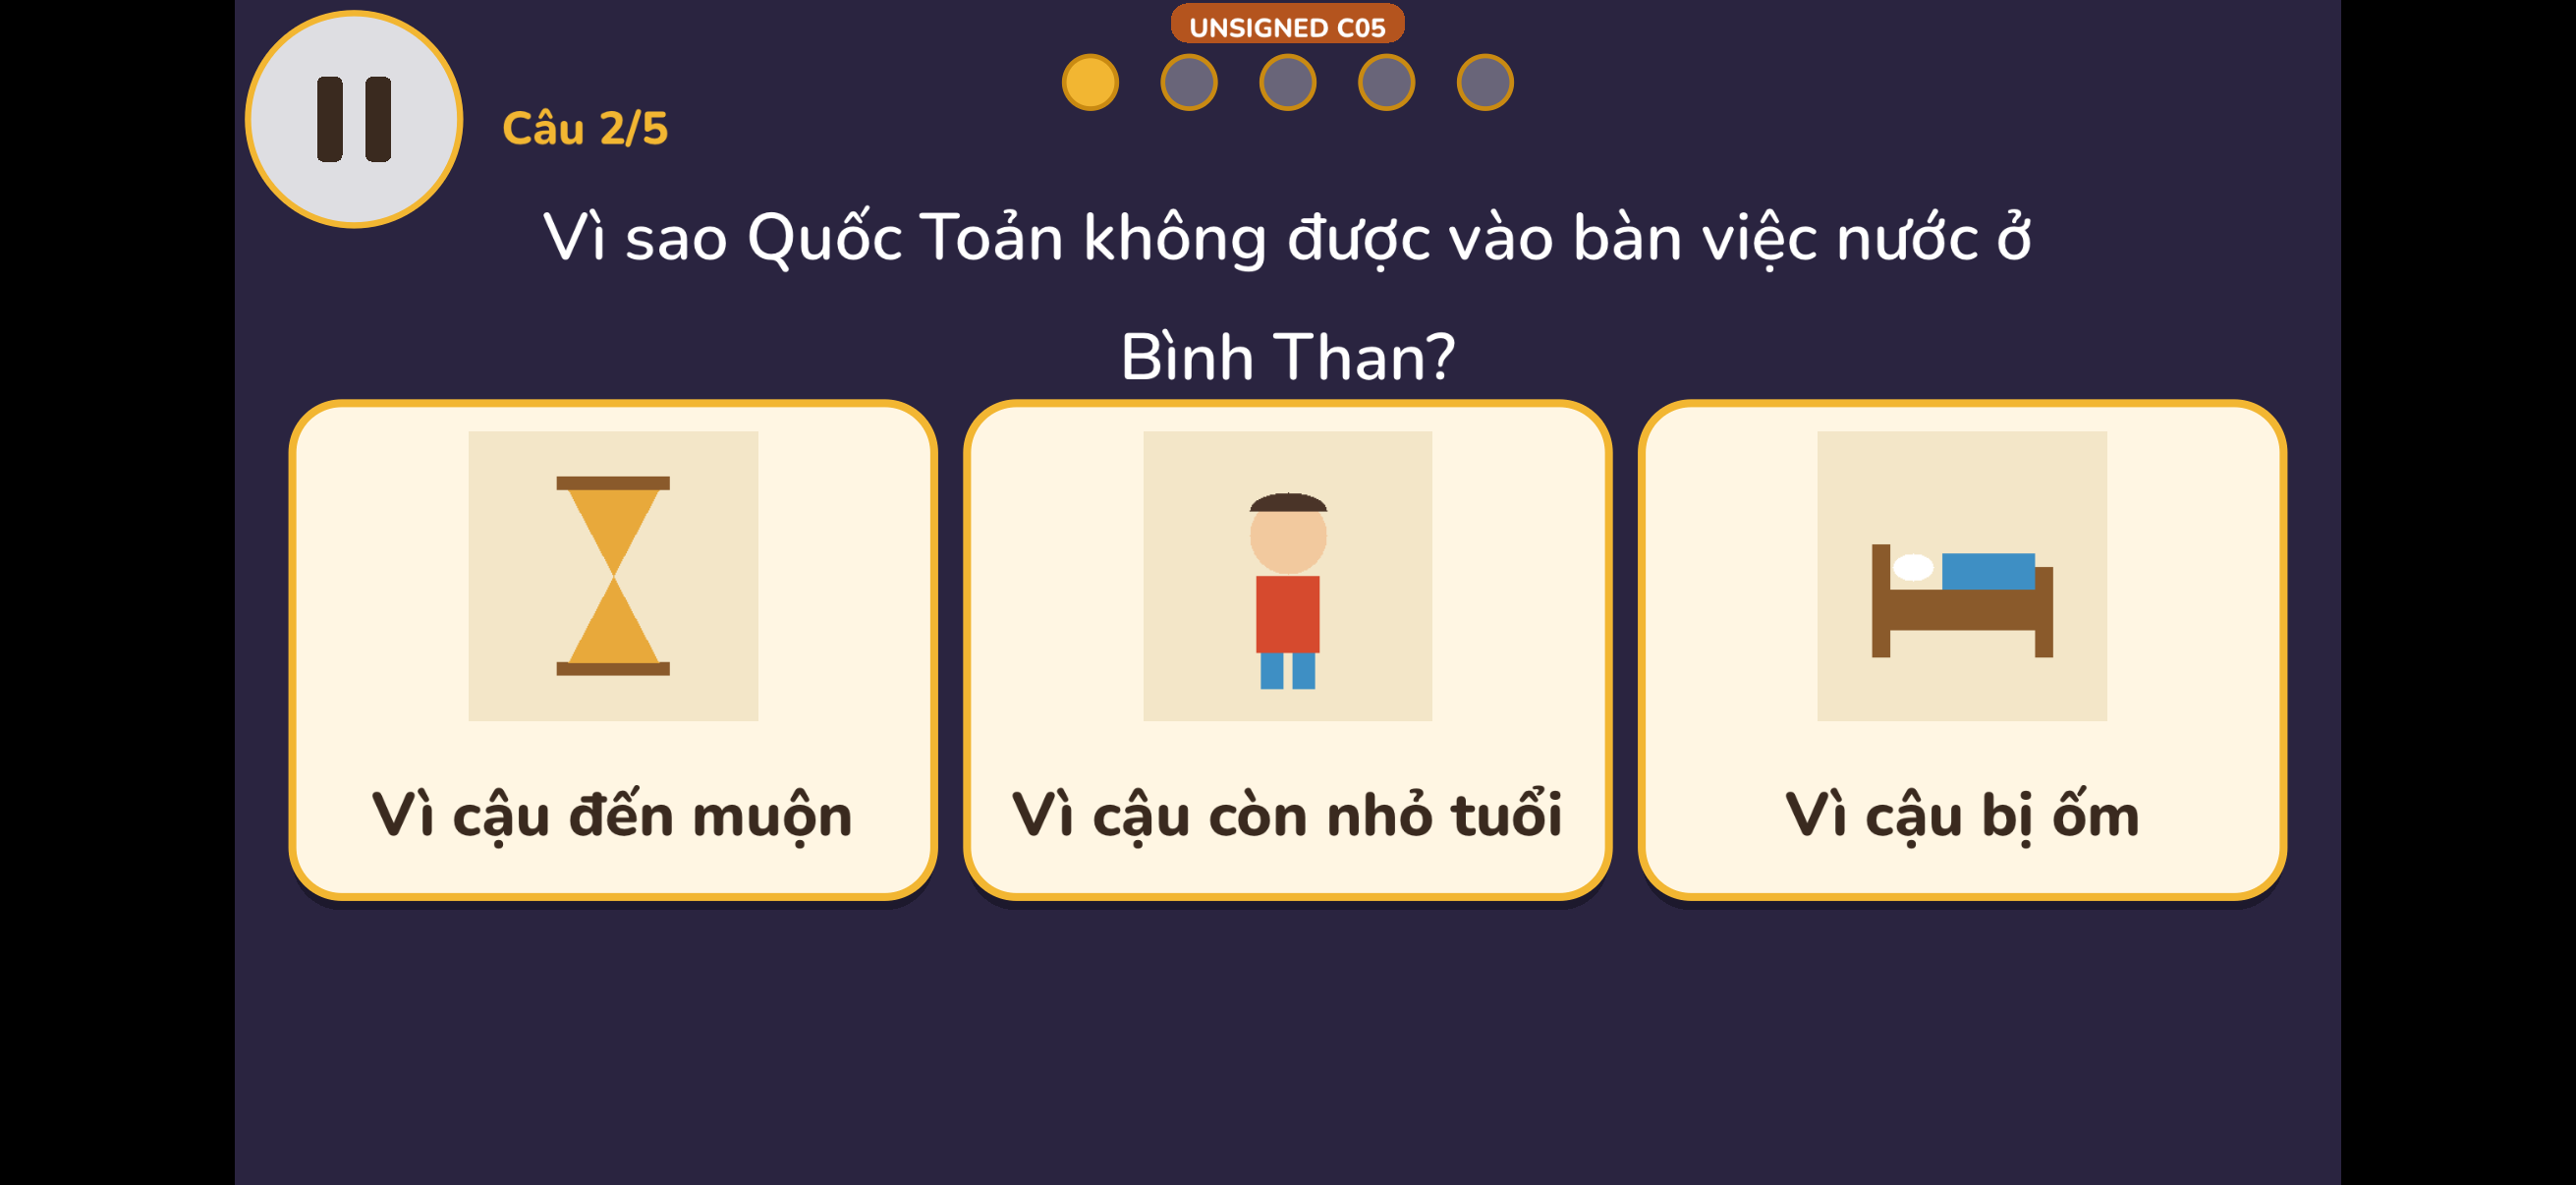 UNSIGNED C05
Câu 2/5
Vì sao Quốc Toản không được vào bàn việc nước ở
Bình Than?
Vì cậu đến muộn
Vì cậu còn nhỏ tuổi
Vì cậu bị ốm